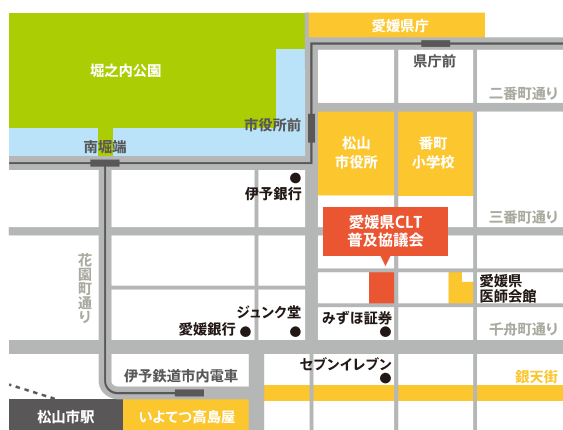 愛媛県庁
堀之内公園
県庁前
二番町通り
市役所前
南堀端
松山
市役所
番町
小学校
伊予銀行
愛媛県CLT
普及協議会
三番町通り
花園町通り
愛媛県
医師会館
ジュンク堂
愛媛銀行
みずほ証券
千舟町通り
セブンイレブン
伊予鉄道市内電車
銀天街
松山市駅
いよてつ高島屋